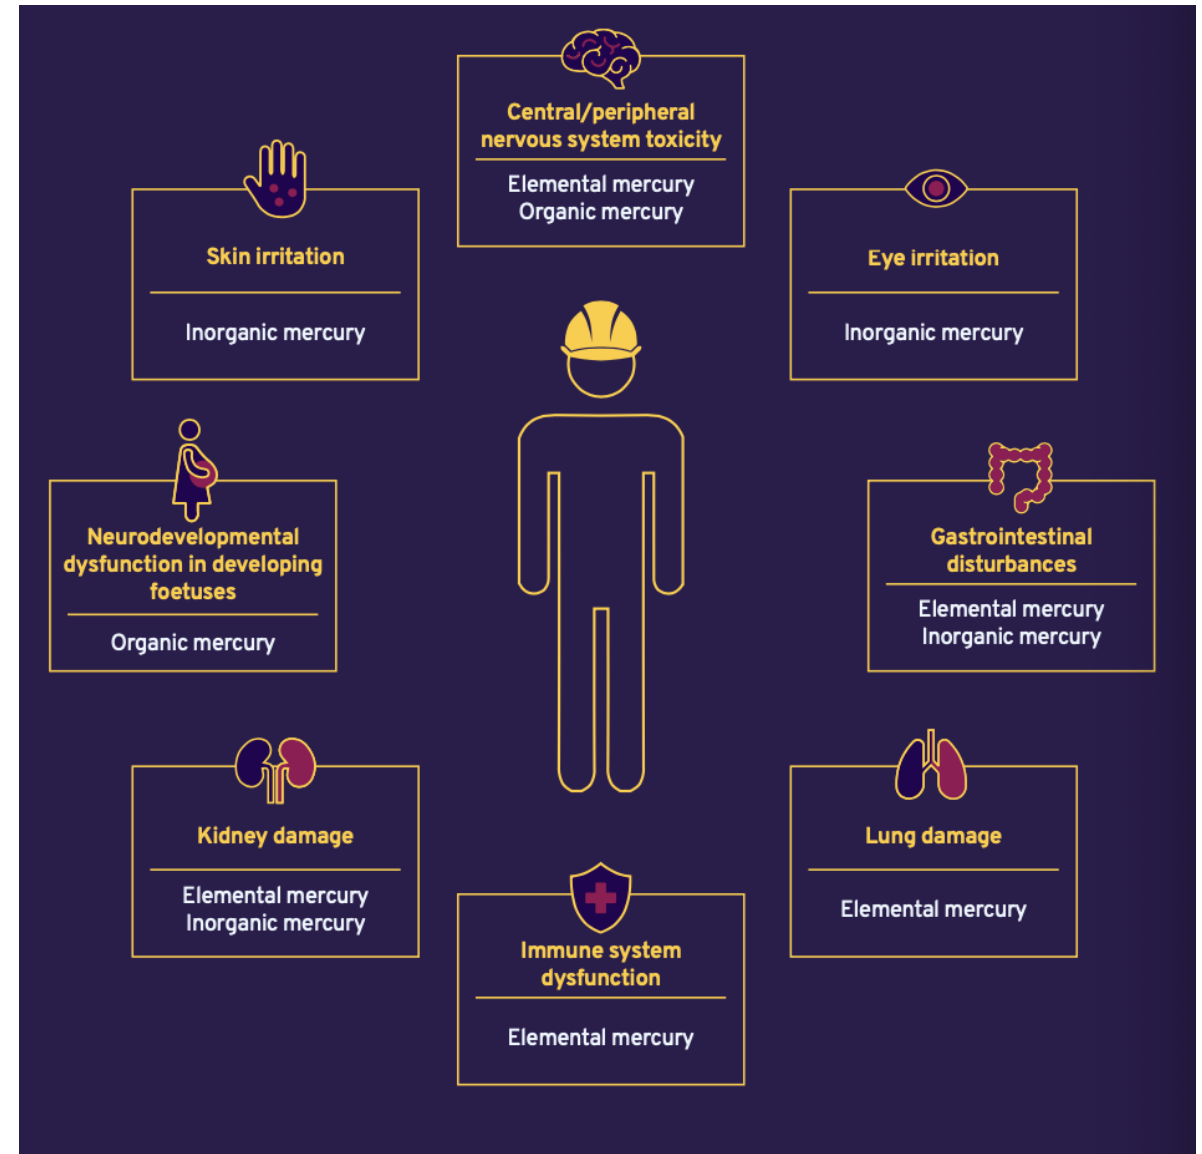 Central/peripheral
nervous system toxicity
Elemental mercury
Organic mercury
Skin irritation
Inorganic mercury
Eye irritation
Inorganic mercury
Neurodevelopmental
dysfunction in developing
foetuses
Organic mercury
Gastrointestinal
disturbances
Elemental mercury
Inorganic mercury
Kidney damage
Elemental mercury
Inorganic mercury
Lung damage
Elemental mercury
Immune system
dysfunction
Elemental mercury